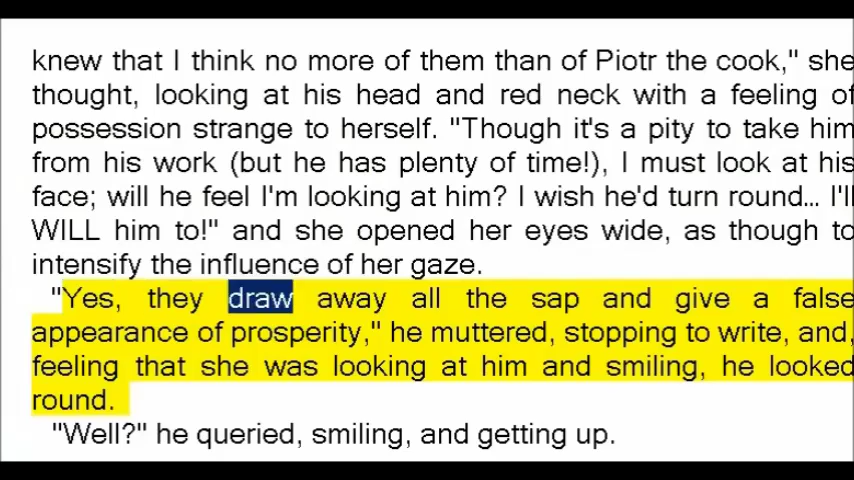 knew that I think no more of them than of Piotr the cook," she
thought, looking at his head and red neck with a feeling of
possession strange to herself. "Though it's a pity to take him
from his work (but he has plenty of time!), I must look at his
face; will he feel I'm looking at him? I wish he'd turn round... I'll
WILL him to!" and she opened her eyes wide, as though to
intensify the influence of her gaze.
"Yes, they draw away all the sap and give a false
appearance of prosperity," he muttered, stopping to write, and,
feeling that she was looking at him and smiling, he looked
round.
"Well?" he queried, smiling, and getting up.